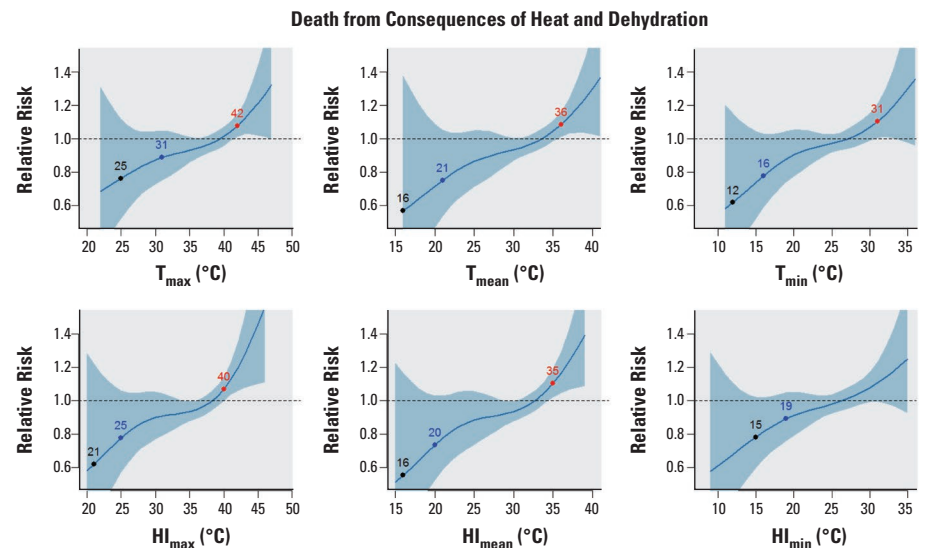 Death from Consequences of Heat and Dehydration
Relative Risk
1.4
1.2
1.0
0.8
0.6
25
31
42
20 25 30 35 40 45 50
Tmax (°C)
Relative Risk
1.4
1.2
1.0
0.8
0.6
16
21
36
15 20 25 30 35 40
Tmean (°C)
Relative Risk
1.4
1.2
1.0
0.8
0.6
12
16
31
10 15 20 25 30 35
Tmin (°C)
Relative Risk
1.4
1.2
1.0
0.8
0.6
21
25
40
20 25 30 35 40 45 50
HImax (°C)
Relative Risk
1.4
1.2
1.0
0.8
0.6
16
20
35
15 20 25 30 35 40
HImean (°C)
Relative Risk
1.4
1.2
1.0
0.8
0.6
15
19
10 15 20 25 30 35
HImin (°C)